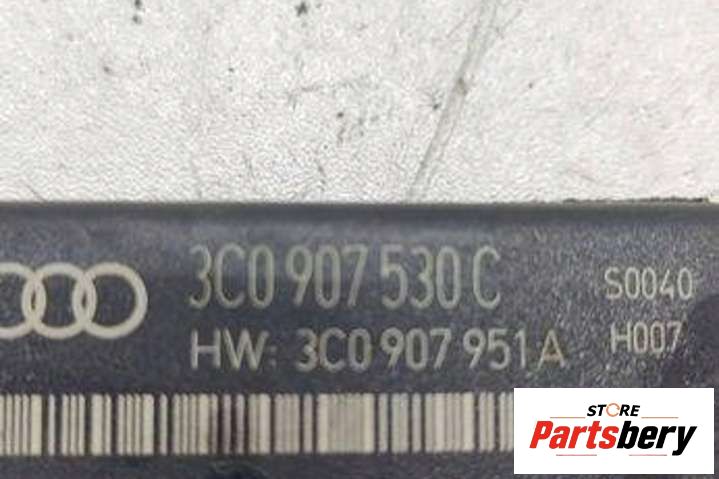 3C0 907 530 C
S0040
HW: 3C0 907 951 A
H007
STORE
Partsbery